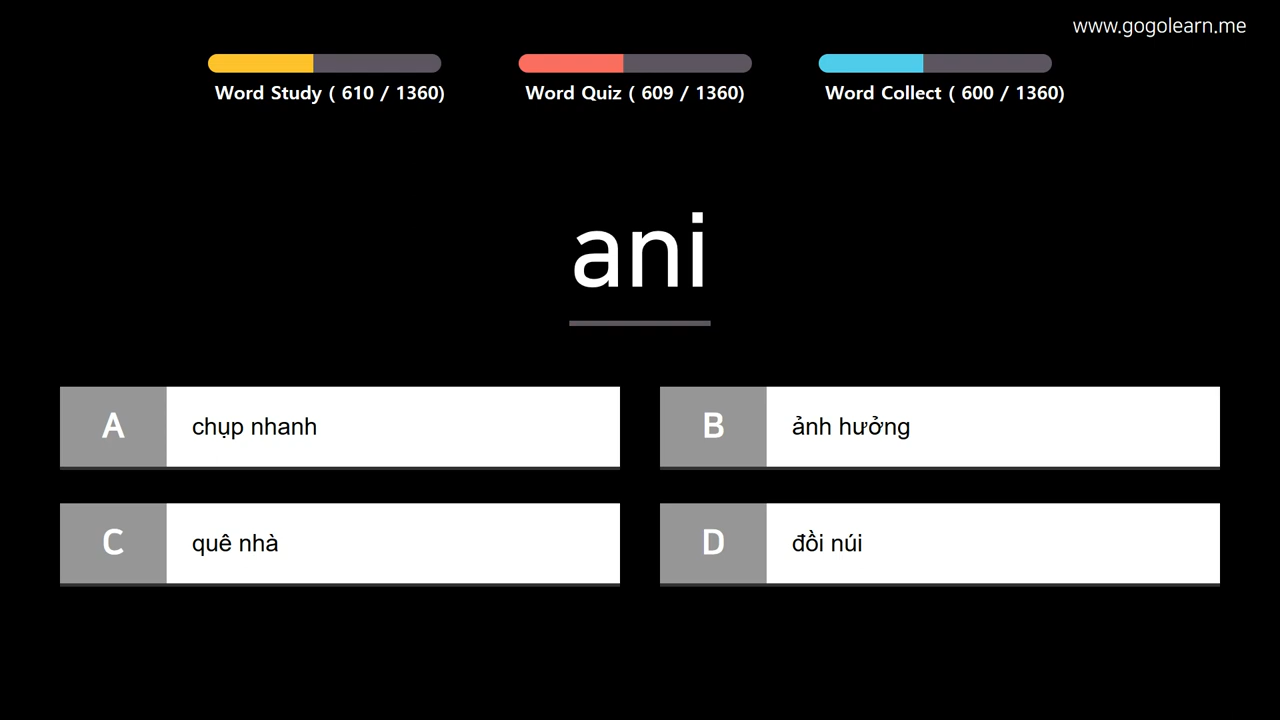 www.gogolearn.me
Word Study ( 610 / 1360)
Word Quiz ( 609 / 1360)
Word Collect ( 600 / 1360)
ani
A chụp nhanh
B ảnh hưởng
C quê nhà
D đồi núi